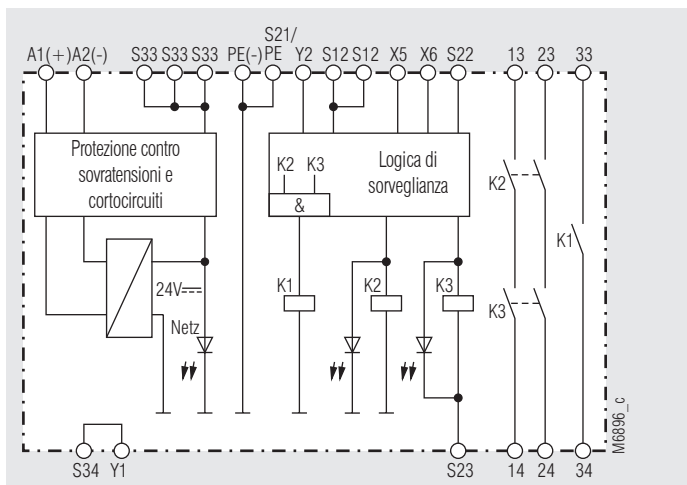 S21/
A1(+) A2(-) S33 S33 S33 PE(-) PE Y2 S12 S12 X5 X6 S22 13 23 33
Protezione contro
sovratensioni e
cortocircuiti
Logica di
sorveglianza
K2 K3
&
K2
K1
24V
K1 K2 K3
K3
Netz
M6896_c
S34 Y1 S23 14 24 34